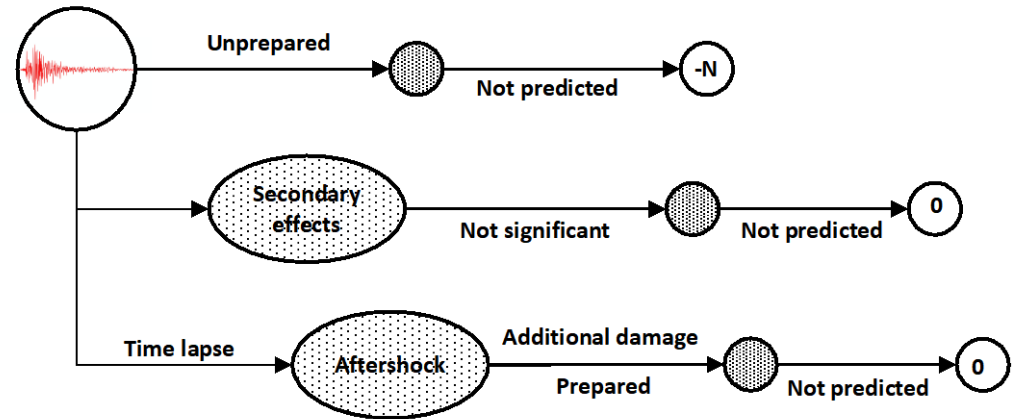 Unprepared
Not predicted
-N
Secondary
effects
Not significant
Not predicted
0
Time lapse
Aftershock
Additional damage
Prepared
Not predicted
0